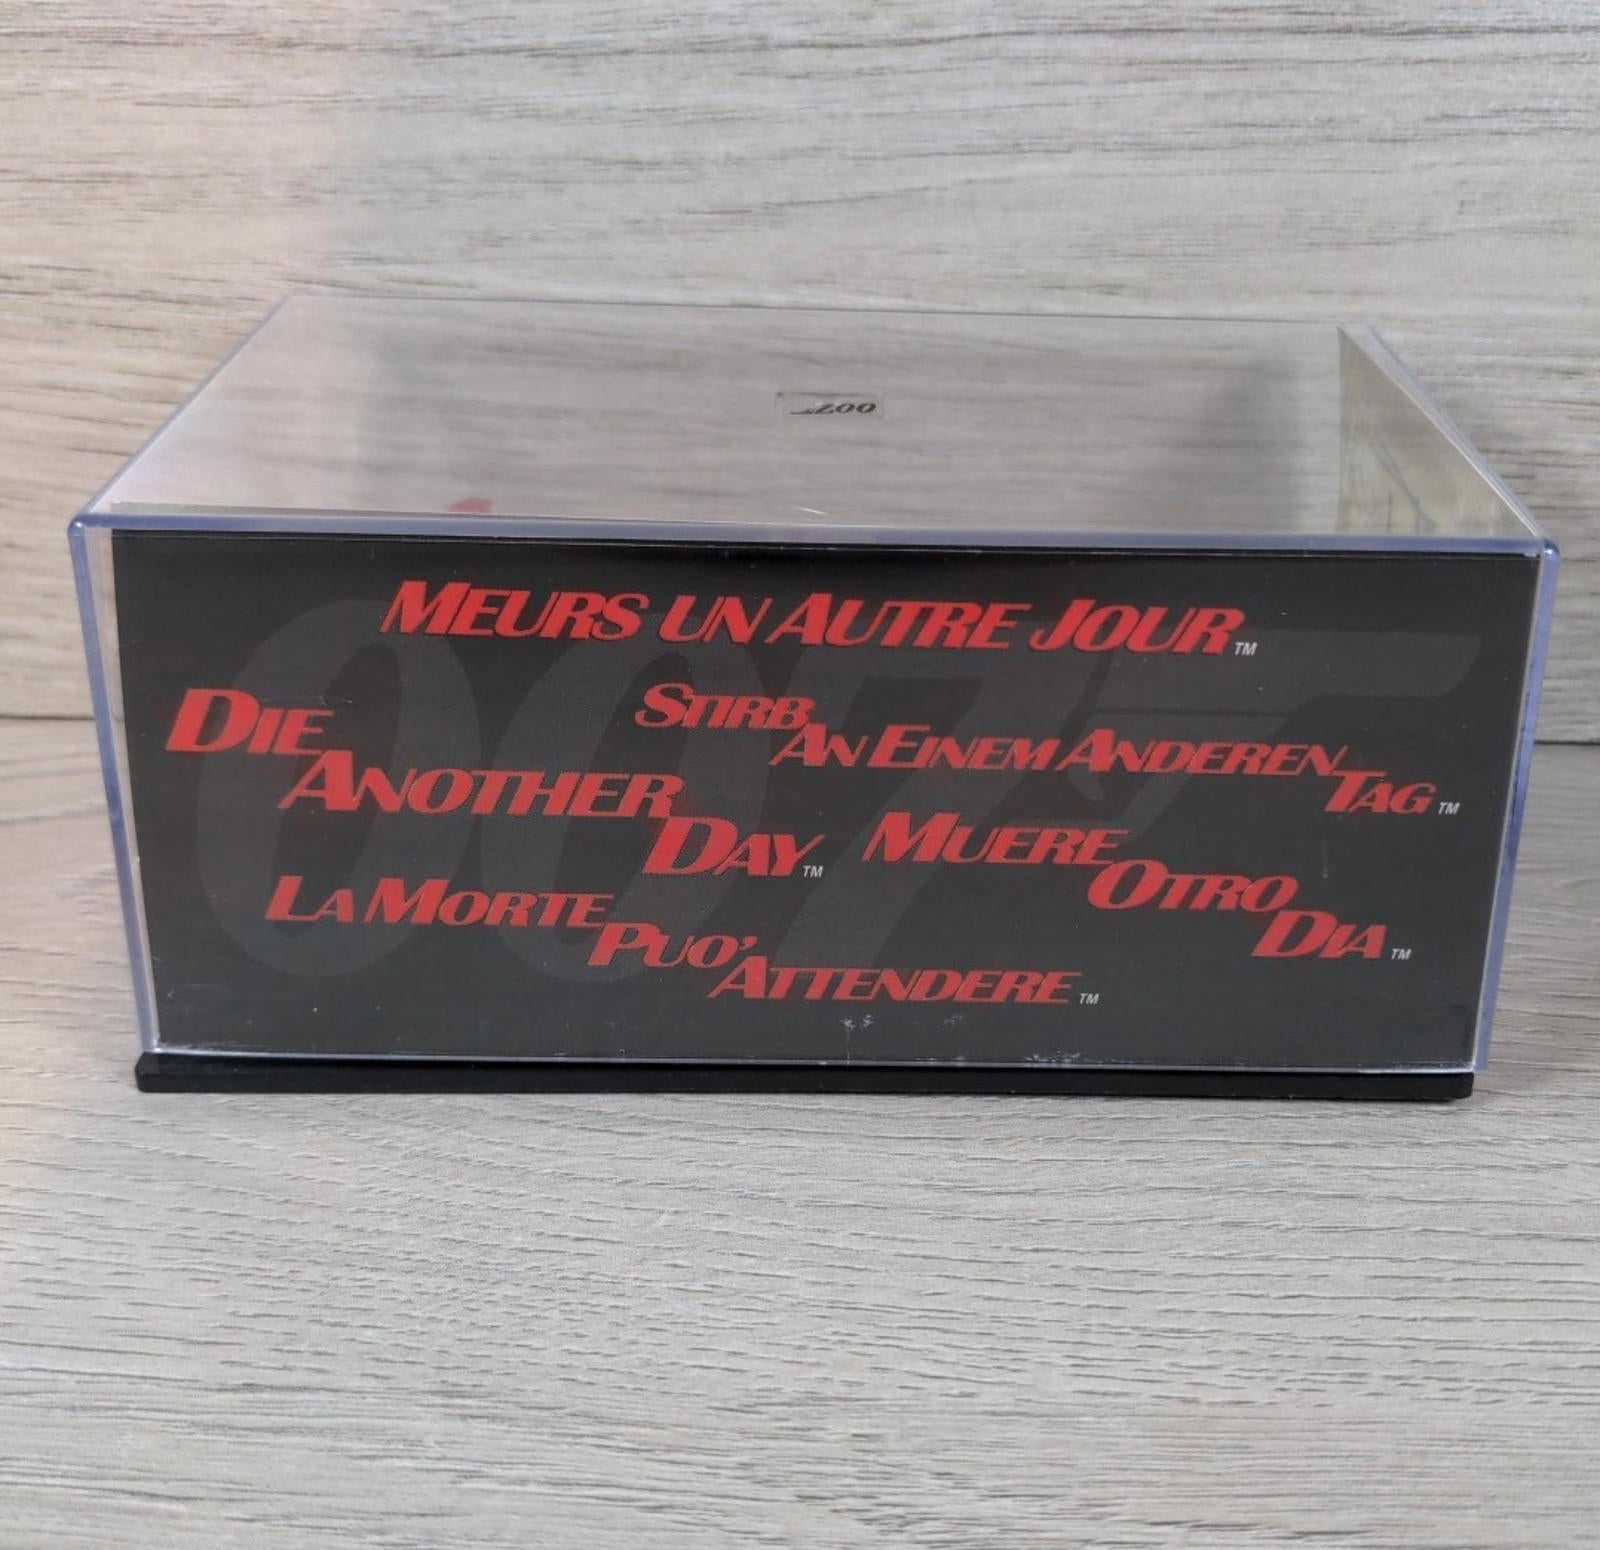 007
MEURS UN AUTRE JOUR™
DIE
ANOTHER
DAY™
STIRB
AN EINEM ANDEREN
TAG™
MUERE
OTRO
DIA™
LA MORTE
PUO'
ATTENDERE™
007